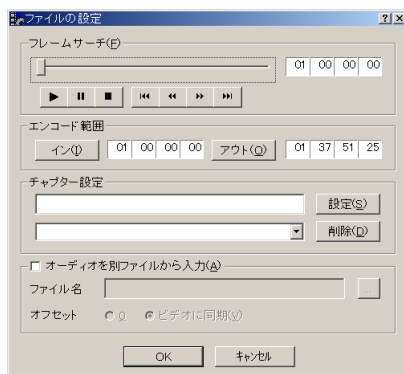 ファイルの設定
フレームサーチ(F)
01 00 00 00
エンコード範囲
イン(I) 01 00 00 00 アウト(O) 01 37 51 25
チャプター設定
設定(S)
削除(D)
オーディオを別ファイルから入力(A)
ファイル名 ...
オフセット 0 ビデオに同期(V)
OK キャンセル